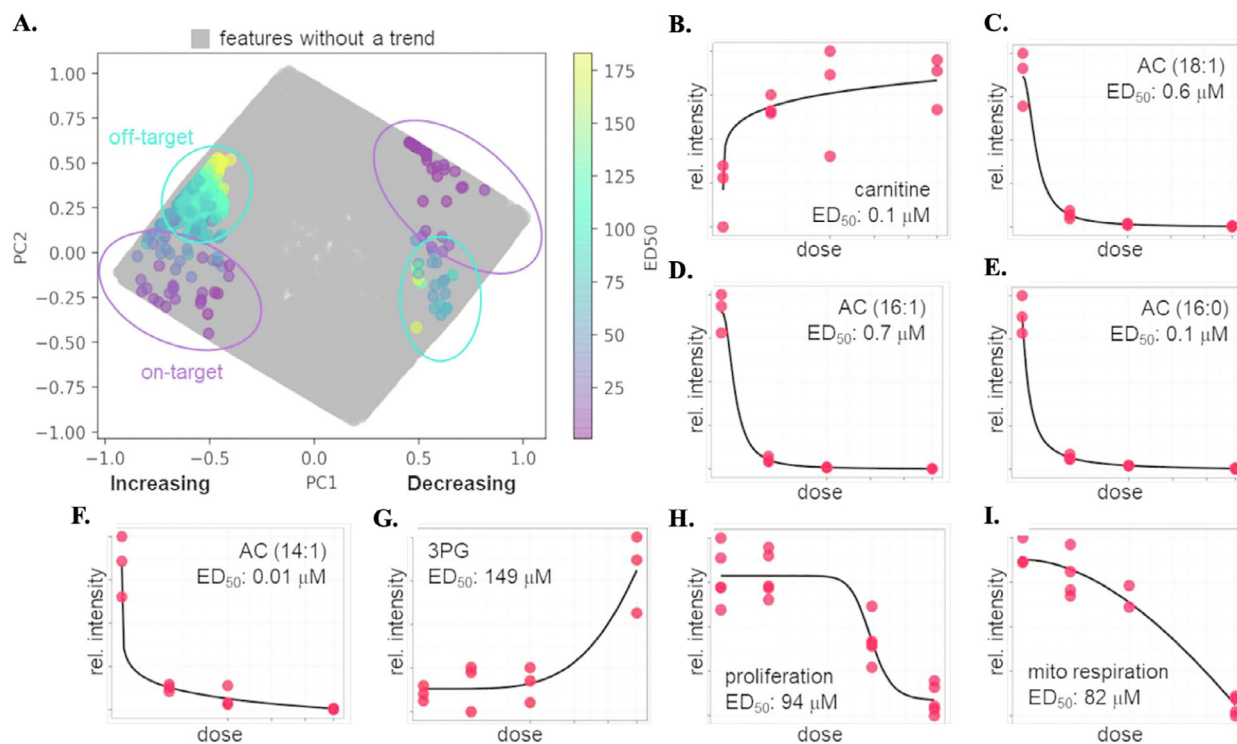 A.
features without a trend
off-target
on-target
1.00
0.75
0.50
0.25
0.00
−0.25
−0.50
−0.75
−1.00
PC2
−1.0
−0.5
0.0
0.5
1.0
Increasing
PC1
Decreasing
175
150
125
100
75
50
25
ED50
B.
rel. intensity
carnitine
ED50: 0.1 μM
dose
C.
rel. intensity
AC (18:1)
ED50: 0.6 μM
dose
D.
rel. intensity
AC (16:1)
ED50: 0.7 μM
dose
E.
rel. intensity
AC (16:0)
ED50: 0.1 μM
dose
F.
rel. intensity
AC (14:1)
ED50: 0.01 μM
dose
G.
rel. intensity
3PG
ED50: 149 μM
dose
H.
rel. intensity
proliferation
ED50: 94 μM
dose
I.
rel. intensity
mito respiration
ED50: 82 μM
dose